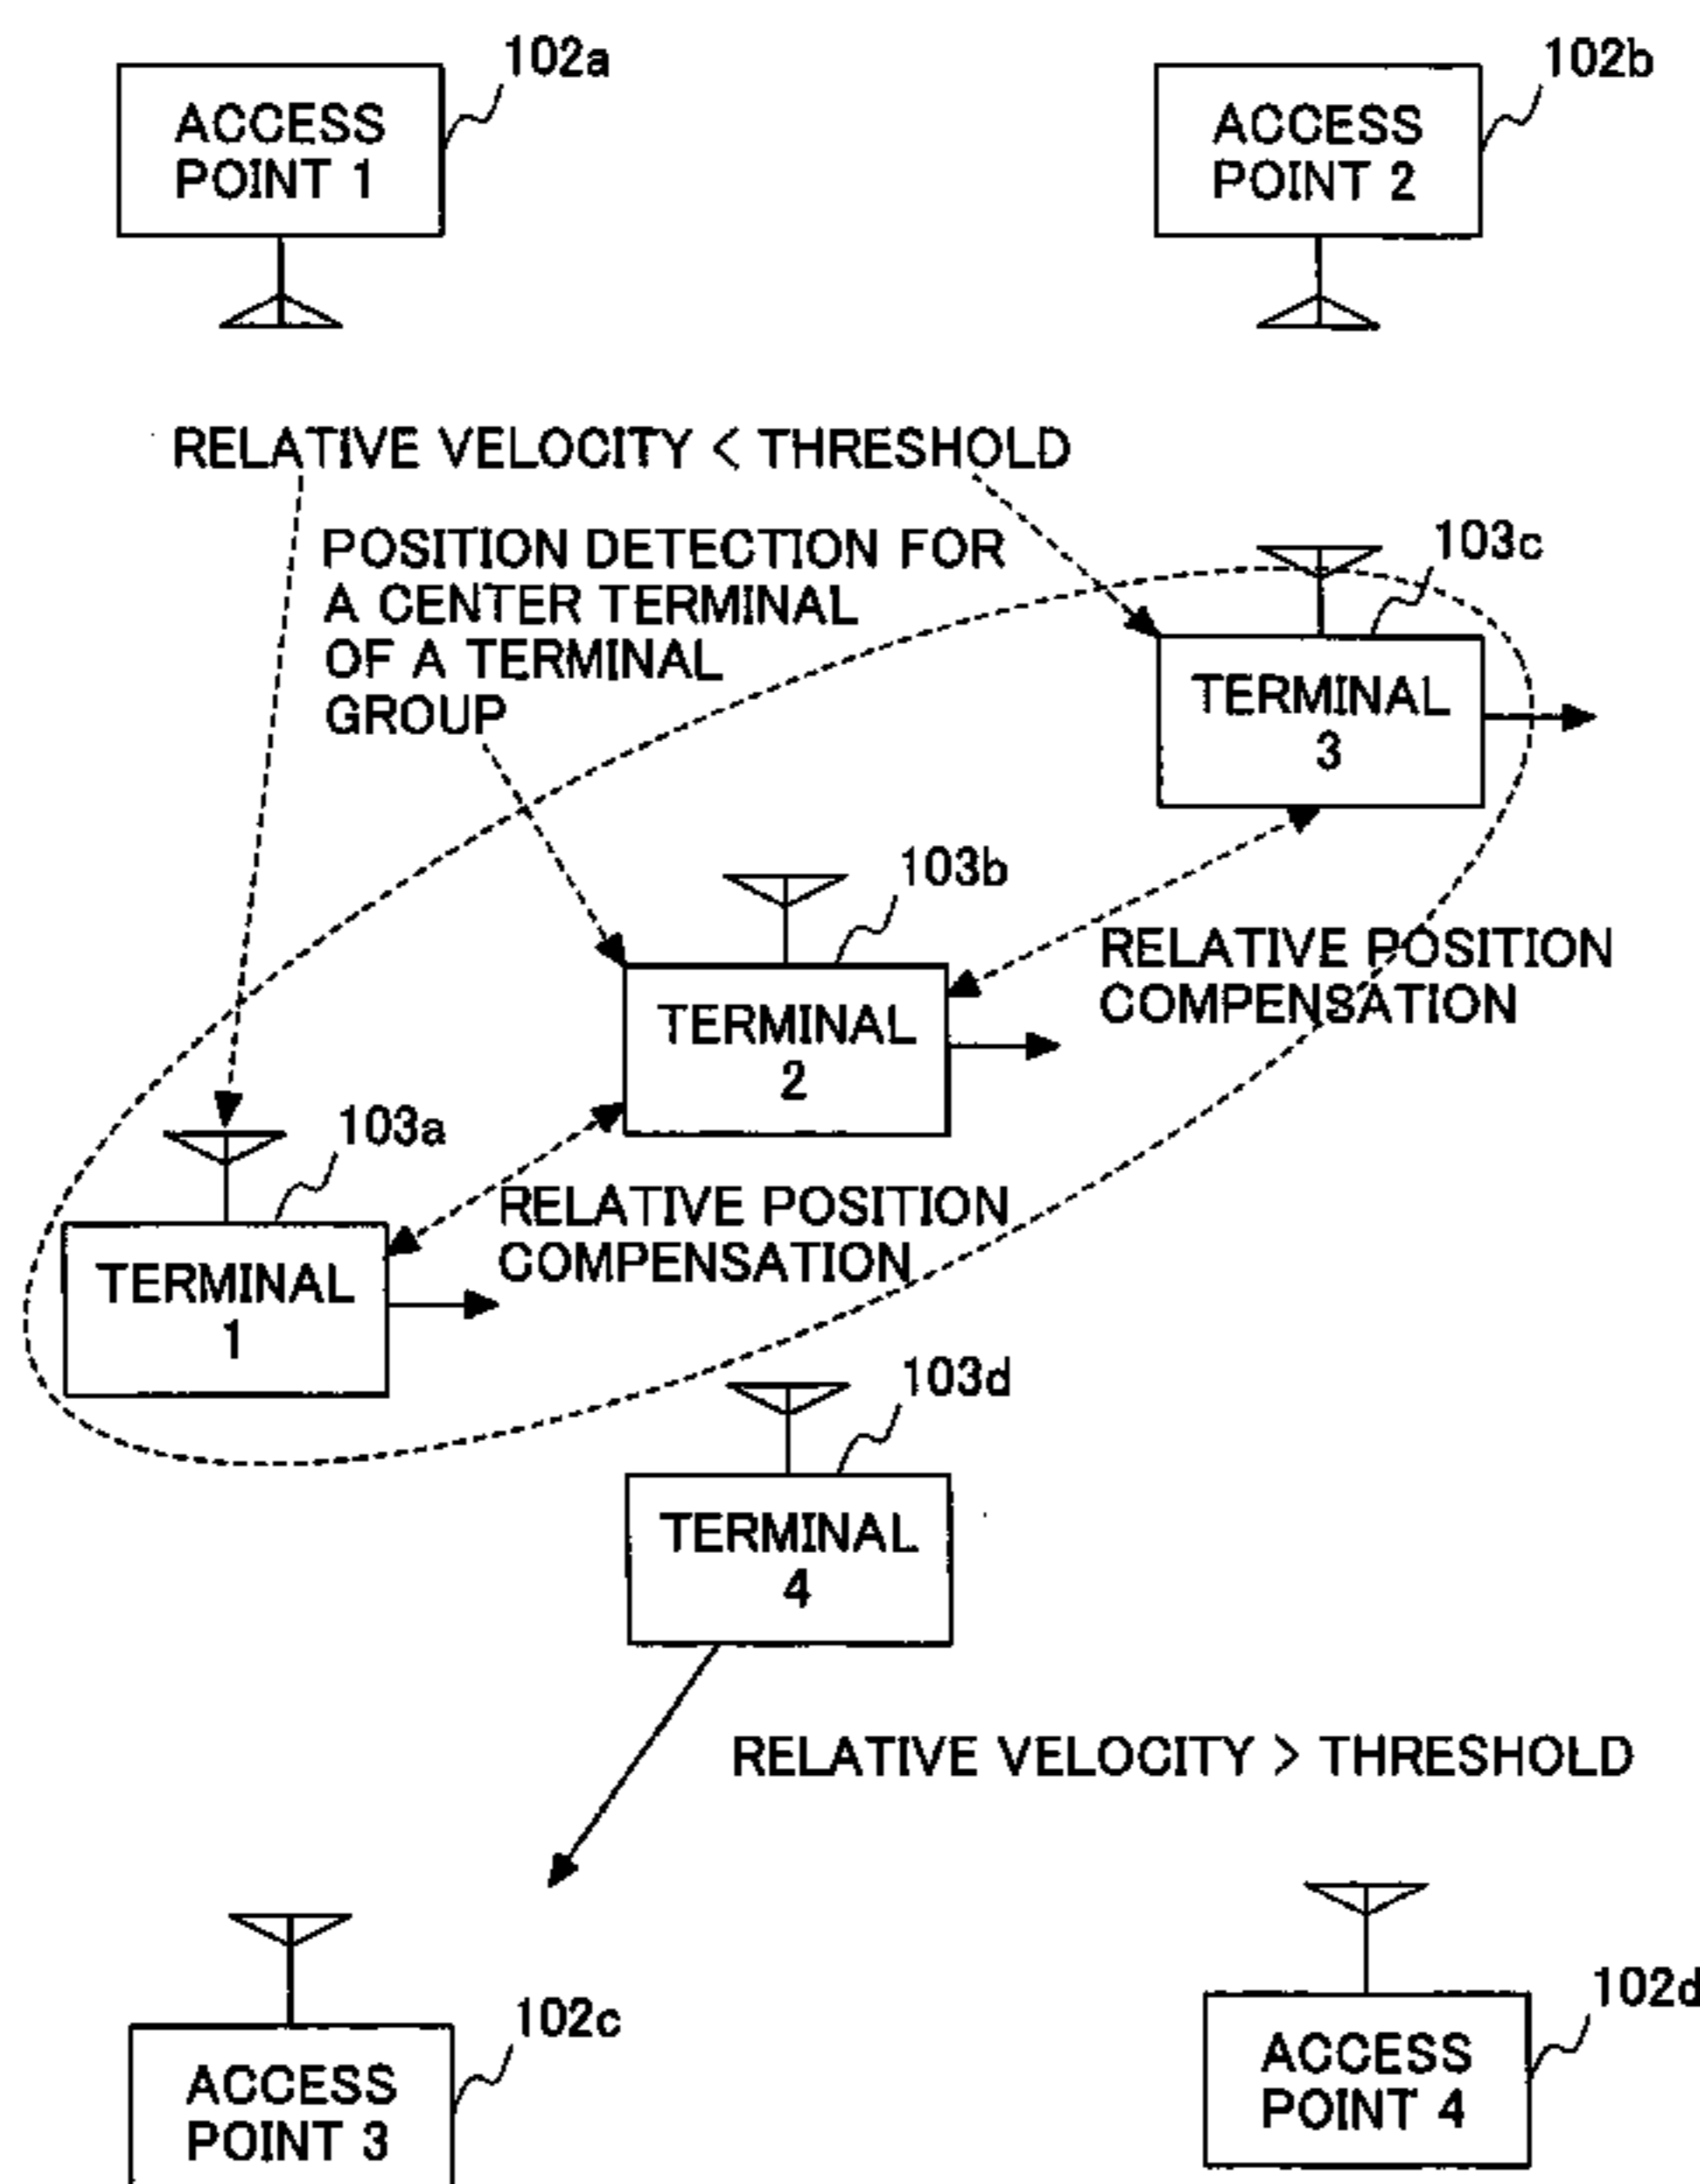 102a
ACCESS
POINT 1
102b
ACCESS
POINT 2
RELATIVE VELOCITY < THRESHOLD
POSITION DETECTION FOR
A CENTER TERMINAL
OF A TERMINAL
GROUP
103c
TERMINAL
3
103b
TERMINAL
2
RELATIVE POSITION
COMPENSATION
103a
TERMINAL
1
RELATIVE POSITION
COMPENSATION
103d
TERMINAL
4
RELATIVE VELOCITY > THRESHOLD
102c
ACCESS
POINT 3
102d
ACCESS
POINT 4